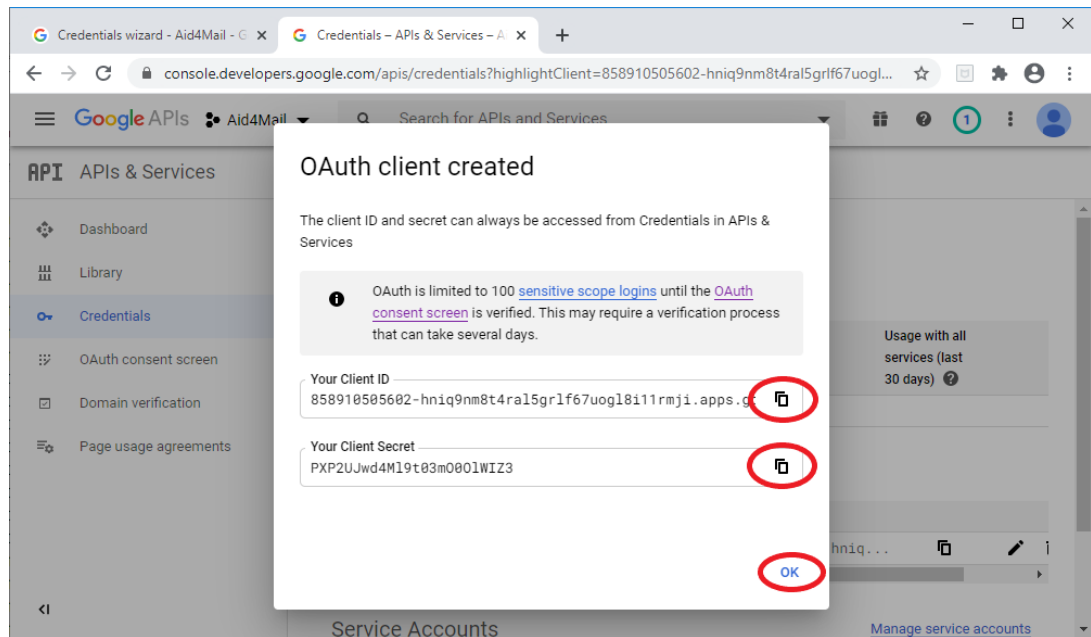 Credentials wizard - Aid4Mail - G
Credentials – APIs & Services – A
console.developers.google.com/apis/credentials?highlightClient=858910505602-hniq9nm8t4ral5grlf67uogl...
Google APIs Aid4Mail Search for APIs and Services 1
API APIs & Services
Dashboard
Library
Credentials
OAuth consent screen
Domain verification
Page usage agreements
OAuth client created
The client ID and secret can always be accessed from Credentials in APIs &
Services
OAuth is limited to 100 sensitive scope logins until the OAuth
consent screen is verified. This may require a verification process
that can take several days.
Your Client ID
858910505602-hniq9nm8t4ral5grlf67uogl8i11rmji.apps.g
Your Client Secret
PXP2UJwd4Ml9t03mO0OlWIZ3
OK
Usage with all
services (last
30 days)
hniq...
Service Accounts
Manage service accounts